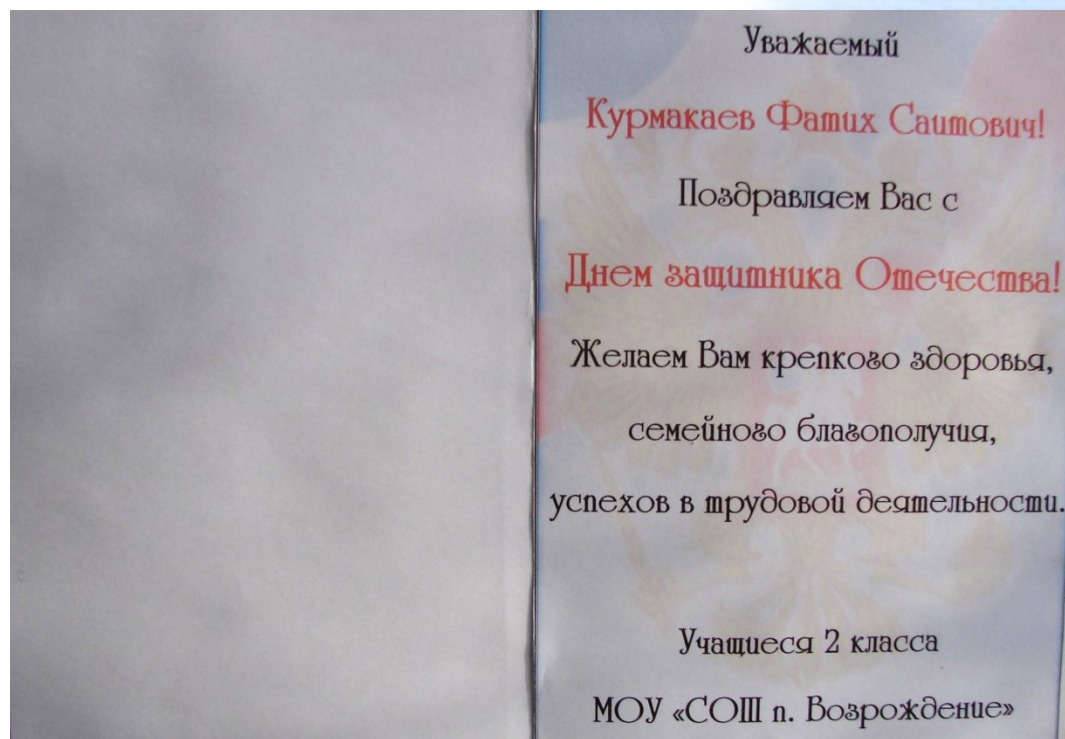 Уважаемый
Курмакаев Фатих Саитович!
Поздравляем Вас с
Днем защитника Отечества!
Желаем Вам крепкого здоровья,
семейного благополучия,
успехов в трудовой деятельности.
Учащиеся 2 класса
МОУ «СОШ п. Возрождение»